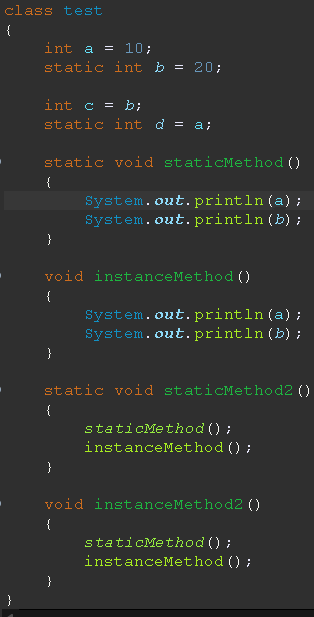 class test
{
int a = 10;
static int b = 20;
int c = b;
static int d = a;
static void staticMethod()
{
System.out.println(a);
System.out.println(b);
}
void instanceMethod()
{
System.out.println(a);
System.out.println(b);
}
static void staticMethod2()
{
staticMethod();
instanceMethod();
}
void instanceMethod2()
{
staticMethod();
instanceMethod();
}
}